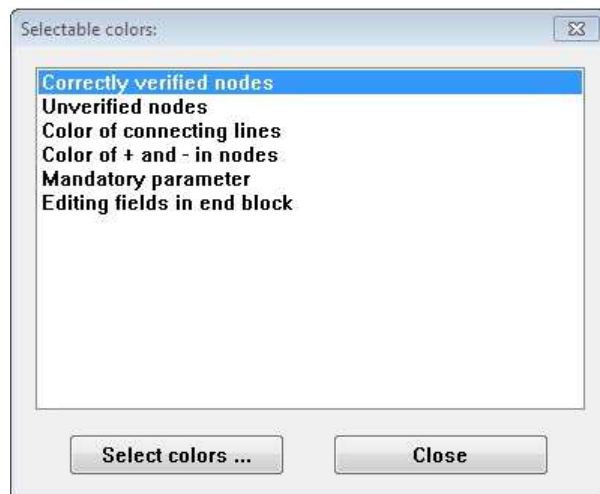 Selectable colors:
Correctly verified nodes
Unverified nodes
Color of connecting lines
Color of + and - in nodes
Mandatory parameter
Editing fields in end block
Select colors ...
Close